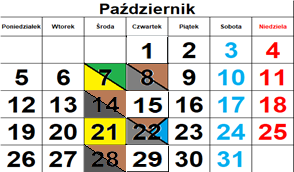 Październik
Poniedziałek Wtorek Środa Czwartek Piątek Sobota Niedziela
1 2 3 4
5 6 7 8 9 10 11
12 13 14 15 16 17 18
19 20 21 22 23 24 25
26 27 28 29 30 31